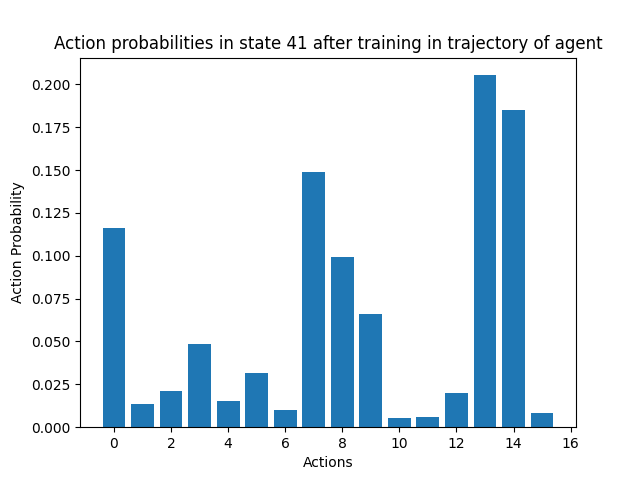 Action probabilities in state 41 after training in trajectory of agent
0.200
0.175
0.150
0.125
0.100
0.075
0.050
0.025
0.000
Action Probability
0 2 4 6 8 10 12 14 16
Actions